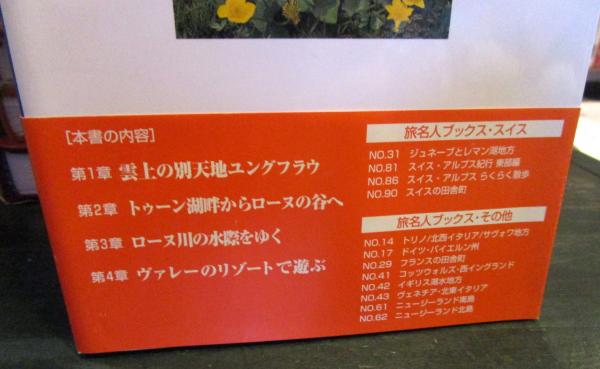 [本書の内容]
第1章 雲上の別天地ユングフラウ
第2章 トゥーン湖畔からローヌの谷へ
第3章 ローヌ川の水際をゆく
第4章 ヴァレーのリゾートで遊ぶ
旅名人ブックス・スイス
NO.31 ジュネーブとレマン湖地方
NO.81 スイス・アルプス紀行 東部編
NO.86 スイス・アルプス らくらく散歩
NO.90 スイスの田舎町
旅名人ブックス・その他
NO.14 トリノ/北西イタリア/サヴォワ地方
NO.17 ドイツ・バイエルン州
NO.29 フランスの田舎町
NO.41 コッツウォルズ・西イングランド
NO.42 イギリス湖水地方
NO.43 ヴェネチア・北東イタリア
NO.61 ニュージーランド南島
NO.62 ニュージーランド北島